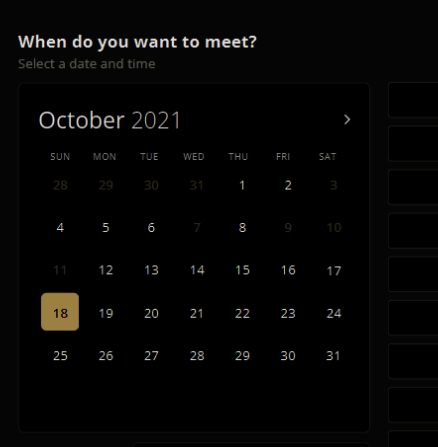 When do you want to meet?
Select a date and time
October 2021
SUN MON TUE WED THU FRI SAT
28 29 30 31 1 2 3
4 5 6 7 8 9 10
11 12 13 14 15 16 17
18 19 20 21 22 23 24
25 26 27 28 29 30 31